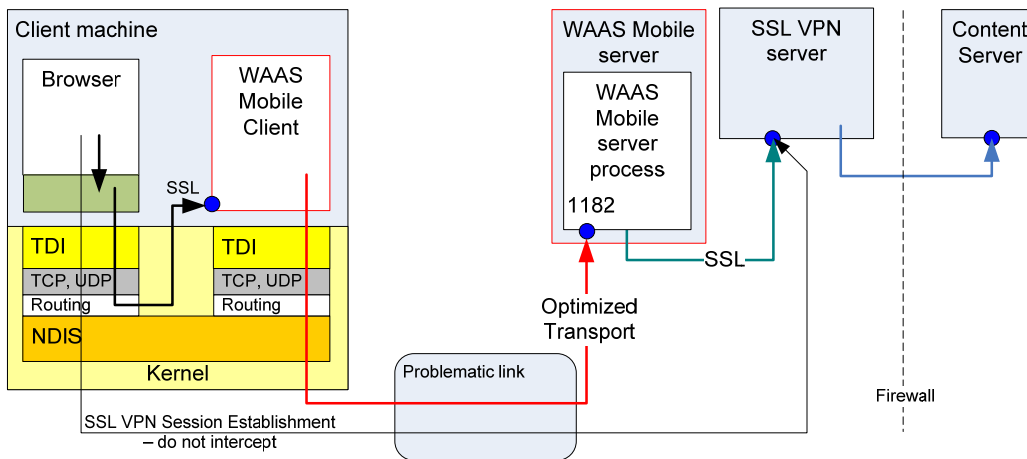 Client machine
Browser
WAAS
Mobile
Client
SSL
TDI
TCP, UDP
Routing
TDI
TCP, UDP
Routing
NDIS
Kernel
SSL VPN Session Establishment
– do not intercept
Problematic link
Optimized
Transport
WAAS Mobile
server
WAAS
Mobile
server
process
1182
SSL
SSL VPN
server
Firewall
Content
Server